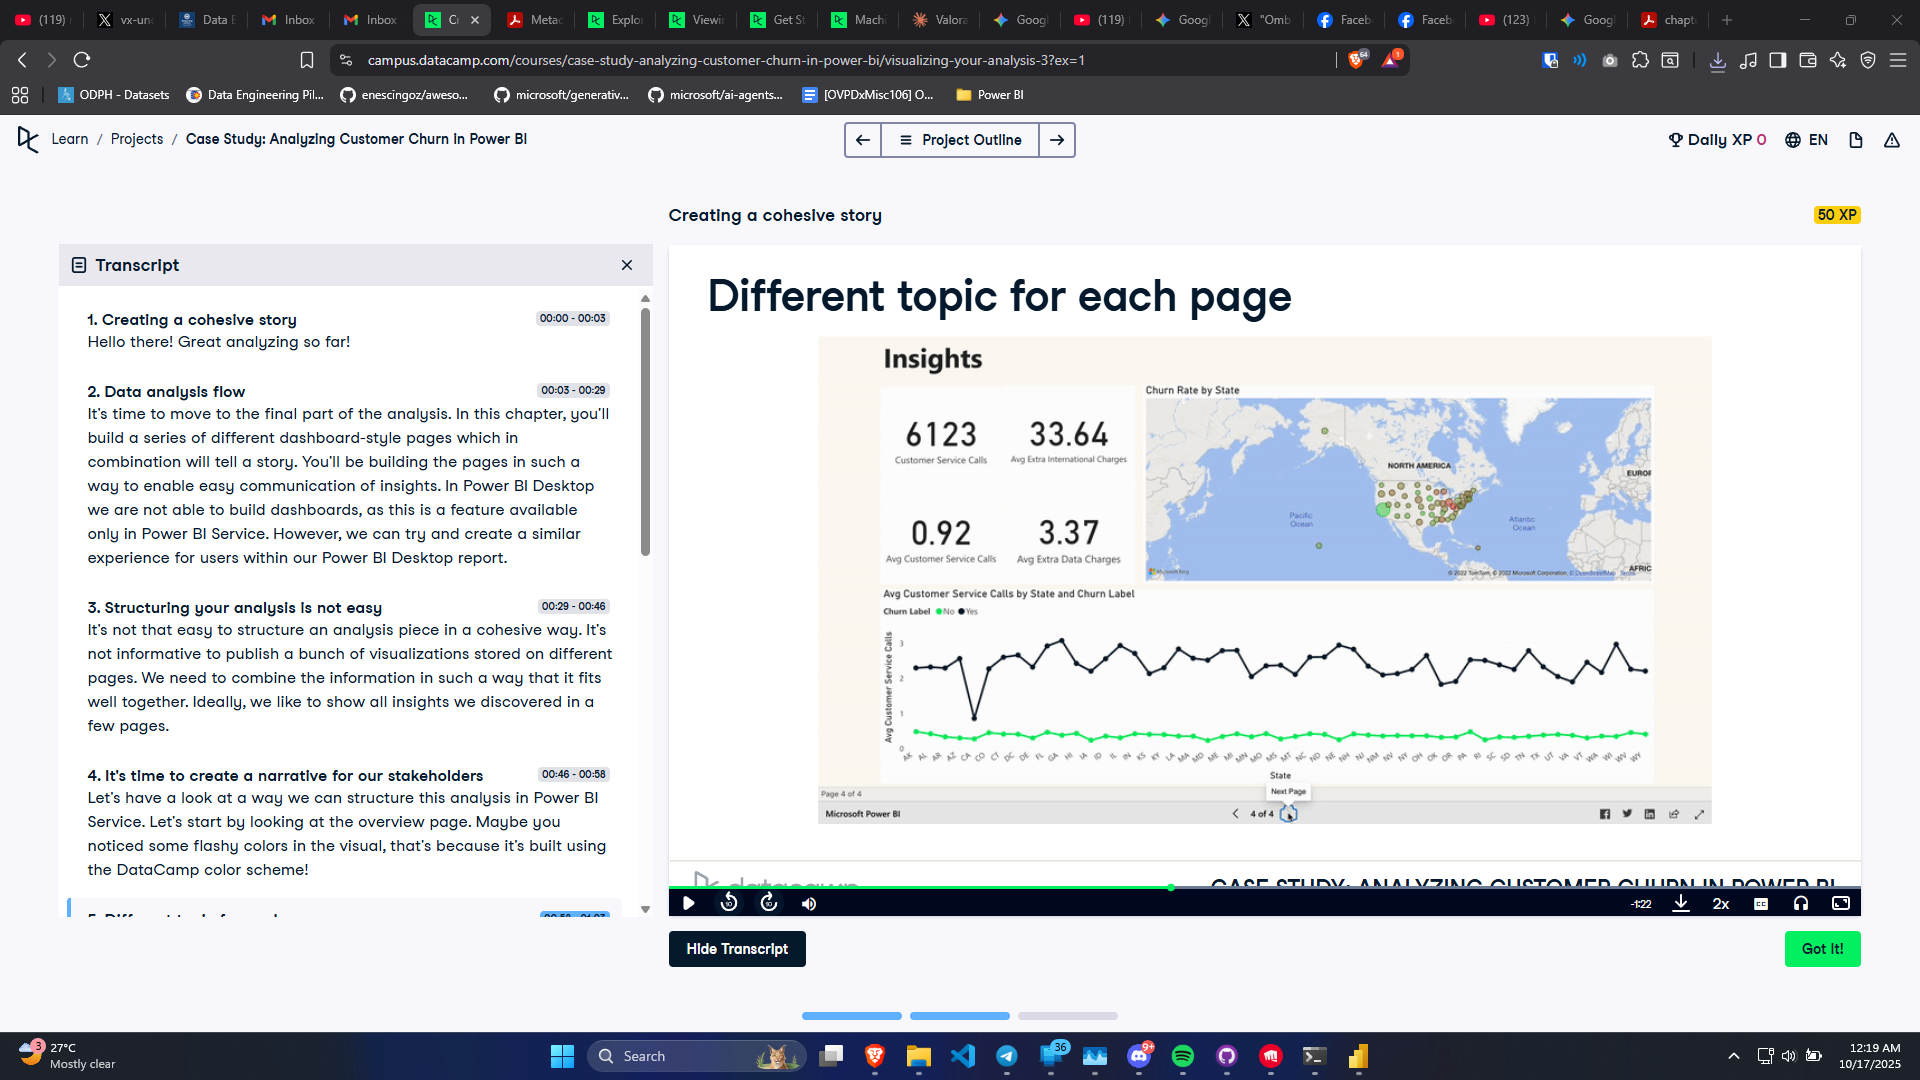 (119)
vx-un
Data E
Inbox
Inbox
Metac
Explor
Viewin
Get St
Machi
Valora
Googl
(119)
Googl
"Omb
Faceb
Faceb
(123)
Googl
chapt
campus.datacamp.com/courses/case-study-analyzing-customer-churn-in-power-bi/visualizing-your-analysis-3?ex=1
64
1
ODPH - Datasets
Data Engineering Pil...
enescingoz/aweso...
microsoft/generativ...
microsoft/ai-agents...
[OVPDxMisc106] O...
Power BI
Learn / Projects / Case Study: Analyzing Customer Churn in Power BI
Project Outline
Daily XP 0
EN
Creating a cohesive story
50 XP
Transcript
1. Creating a cohesive story
00:00 - 00:03
Hello there! Great analyzing so far!
2. Data analysis flow
00:03 - 00:29
It's time to move to the final part of the analysis. In this chapter, you'll
build a series of different dashboard-style pages which in
combination will tell a story. You'll be building the pages in such a
way to enable easy communication of insights. In Power BI Desktop
we are not able to build dashboards, as this is a feature available
only in Power BI Service. However, we can try and create a similar
experience for users within our Power BI Desktop report.
3. Structuring your analysis is not easy
00:29 - 00:46
It's not that easy to structure an analysis piece in a cohesive way. It's
not informative to publish a bunch of visualizations stored on different
pages. We need to combine the information in such a way that it fits
well together. Ideally, we like to show all insights we discovered in a
few pages.
4. It's time to create a narrative for our stakeholders
00:46 - 00:58
Let's have a look at a way we can structure this analysis in Power BI
Service. Let's start by looking at the overview page. Maybe you
noticed some flashy colors in the visual, that's because it's built using
the DataCamp color scheme!
Different topic for each page
Insights
6123
Customer Service Calls
33.64
Avg Extra International Charges
0.92
Avg Customer Service Calls
3.37
Avg Extra Data Charges
Churn Rate by State
NORTH AMERICA
EUROP
Pacific
Ocean
Atlantic
Ocean
AFRIC
Microsoft Bing
© 2022 TomTom, © 2022 Microsoft Corporation, © OpenStreetMap Terms
Avg Customer Service Calls by State and Churn Label
Churn Label No Yes
Avg Customer Service Calls
3
2
1
0
AK AL AR AZ CA CO CT DC DE FL GA HI IA ID IL IN KS KY LA MA MD ME MI MN MO MS MT NC ND NE NH NJ NM NV NY OH OK OR PA RI SC SD TN TX UT VA VT WA WI WV WY
State
Next Page
Page 4 of 4
Microsoft Power BI
4 of 4
datacamp
CASE STUDY: ANALYZING CUSTOMER CHURN IN POWER BI
10
10
-1:22
2x
CC
Hide Transcript
Got It!
3
27°C
Mostly clear
Search
36
9+
12:19 AM
10/17/2025